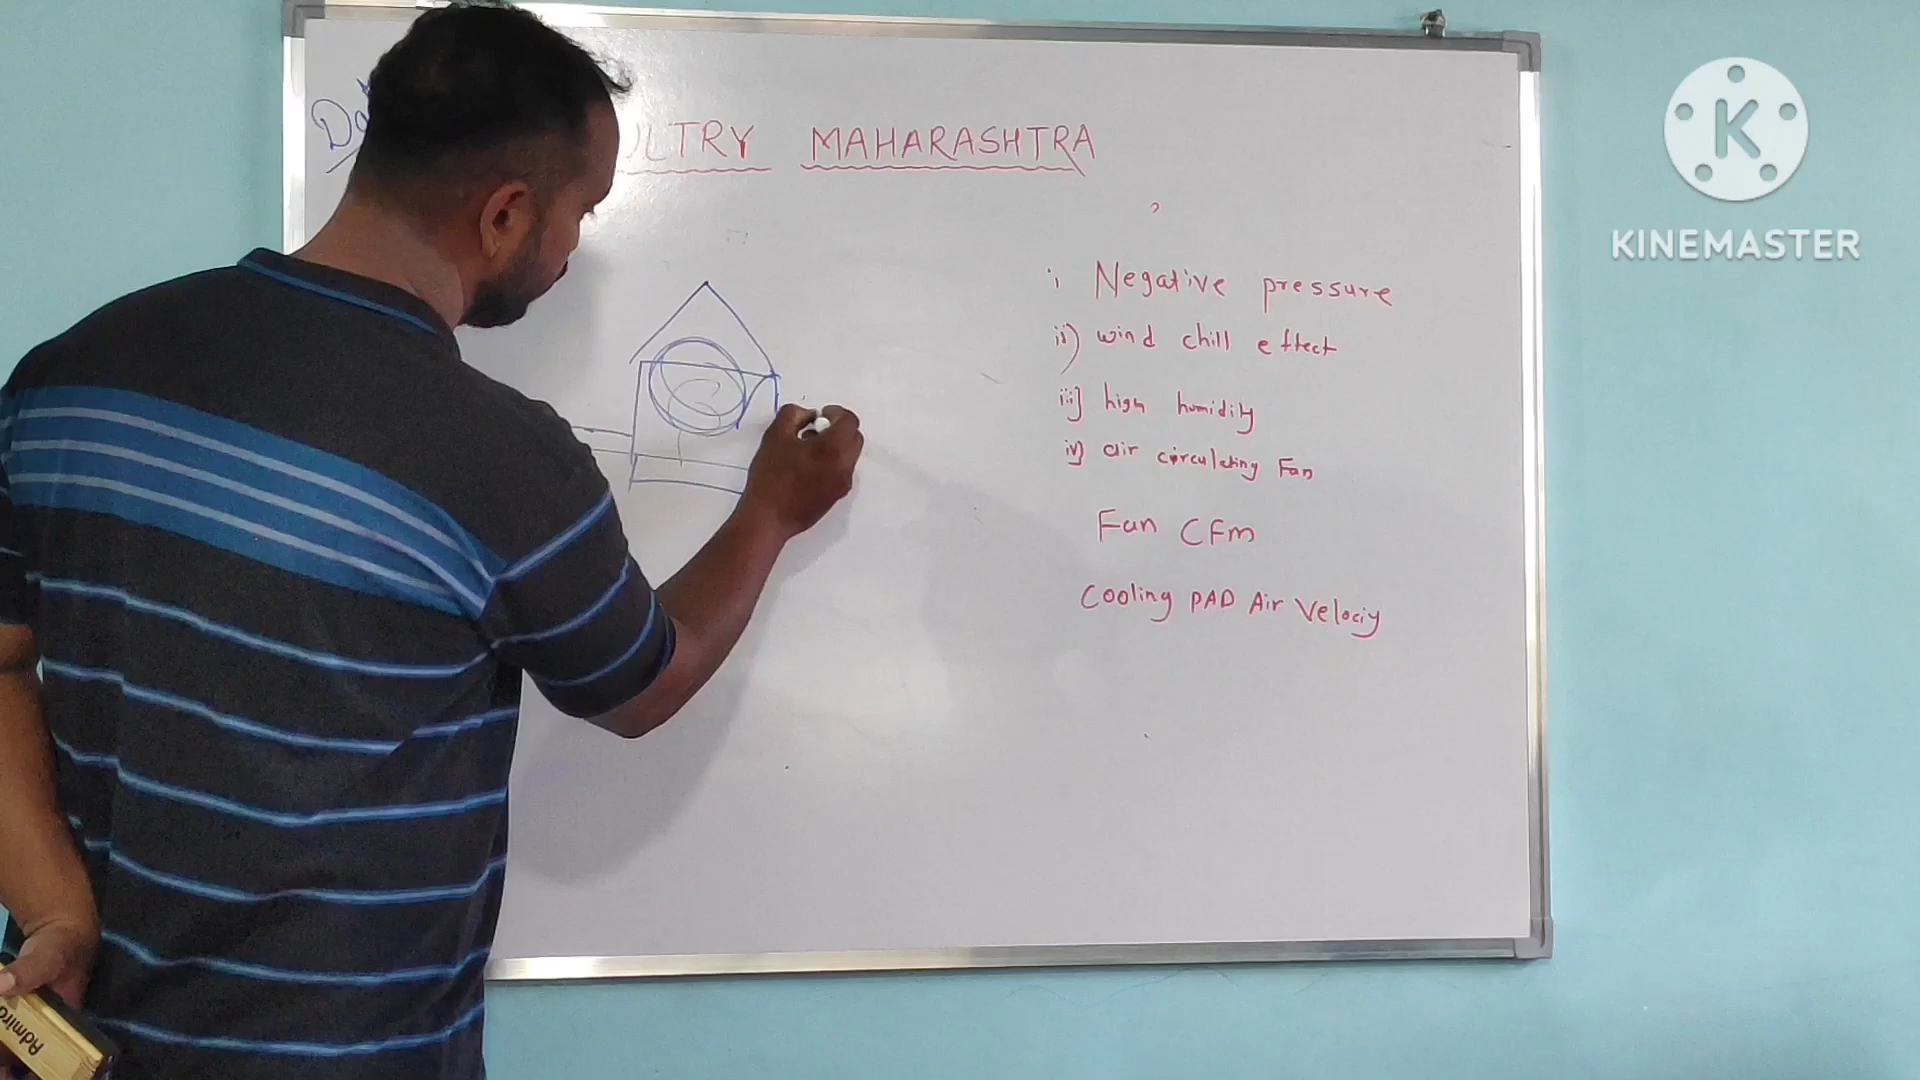 MAHARASHTRA
i Negative pressure
ii) wind chill effect
iii] high humidity
iv) air circulating Fan
Fan CFm
Cooling PAD Air Velociy
K
KINEMASTER